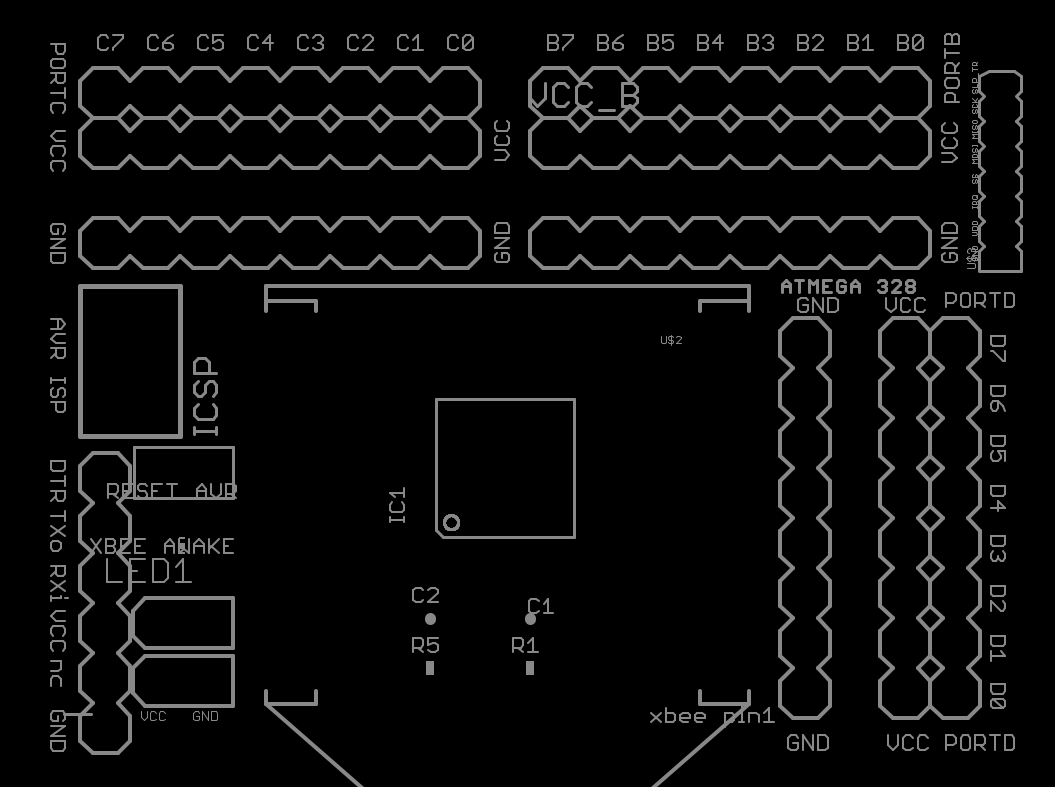 C7 C6 C5 C4 C3 C2 C1 C0
B7 B6 B5 B4 B3 B2 B1 B0
PORTC
VCC
VCC_B
VCC
PORTB
VCC
GND
GND
GND
TR
SLP
SCK
MISO
MOSI
SS
IRQ
VDD
U$2
ATMEGA 328
GND VCC PORTD
AVR ISP
ICSP
U$2
D7
D6
D5
D4
D3
D2
D1
D0
DTR
TXo
RXi
VCC
nc
GND
RESET AVR
XBEE AWAKE
LED1
IC1
C2 C1
R5 R1
VCC GND
xbee pin1
GND VCC PORTD